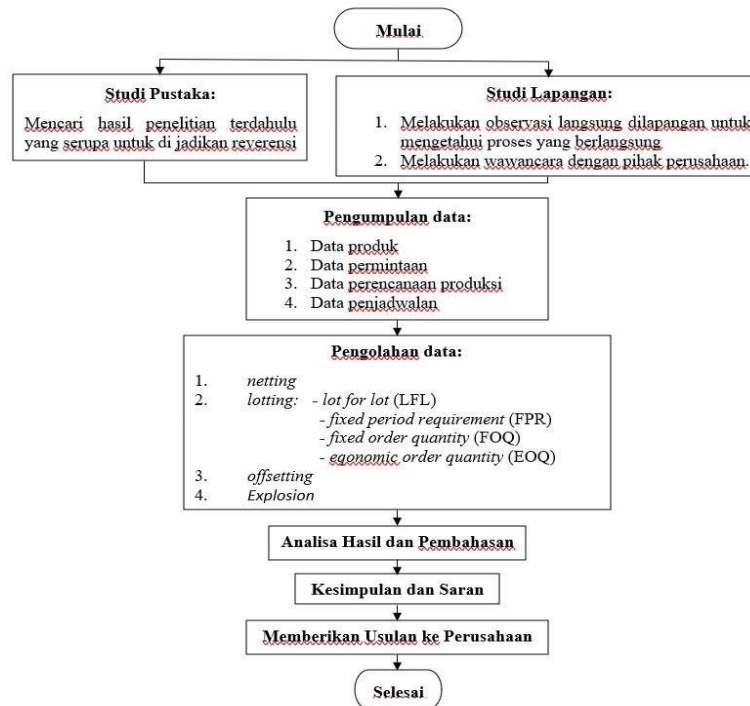 Mulai
Studi Pustaka:
Mencari hasil penelitian terdahulu
yang serupa untuk di jadikan reverensi
Studi Lapangan:
1. Melakukan observasi langsung dilapangan untuk
mengetahui proses yang berlangsung
2. Melakukan wawancara dengan pihak perusahaan.
Pengumpulan data:
1. Data produk
2. Data permintaan
3. Data perencanaan produksi
4. Data penjadwalan
Pengolahan data:
1. netting
2. lotting: - lot for lot (LFL)
- fixed period requirement (FPR)
- fixed order quantity (FOQ)
- eqonomic order quantity (EOQ)
3. offsetting
4. Explosion
Analisa Hasil dan Pembahasan
Kesimpulan dan Saran
Memberikan Usulan ke Perusahaan
Selesai